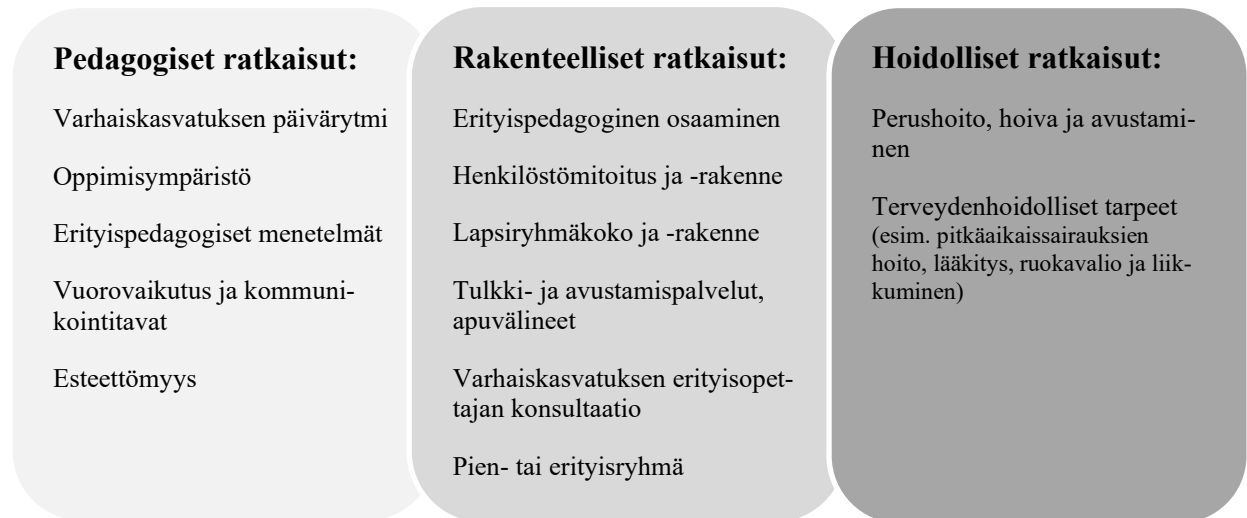 Pedagogiset ratkaisut:
Varhaiskasvatuksen päivärytmi
Oppimisympäristö
Erityispedagogiset menetelmät
Vuorovaikutus ja kommuni-
kointitavat
Esteettömyys
Rakenteelliset ratkaisut:
Erityispedagoginen osaaminen
Henkilöstömitoitus ja -rakenne
Lapsiryhmäkoko ja -rakenne
Tulkki- ja avustamispalvelut,
apuvälineet
Varhaiskasvatuksen erityisopet-
tajan konsultaatio
Pien- tai erityisryhmä
Hoidolliset ratkaisut:
Perushoito, hoiva ja avustami-
nen
Terveydenhoidolliset tarpeet
(esim. pitkäaikaissairauksien
hoito, lääkitys, ruokavalio ja liik-
kuminen)